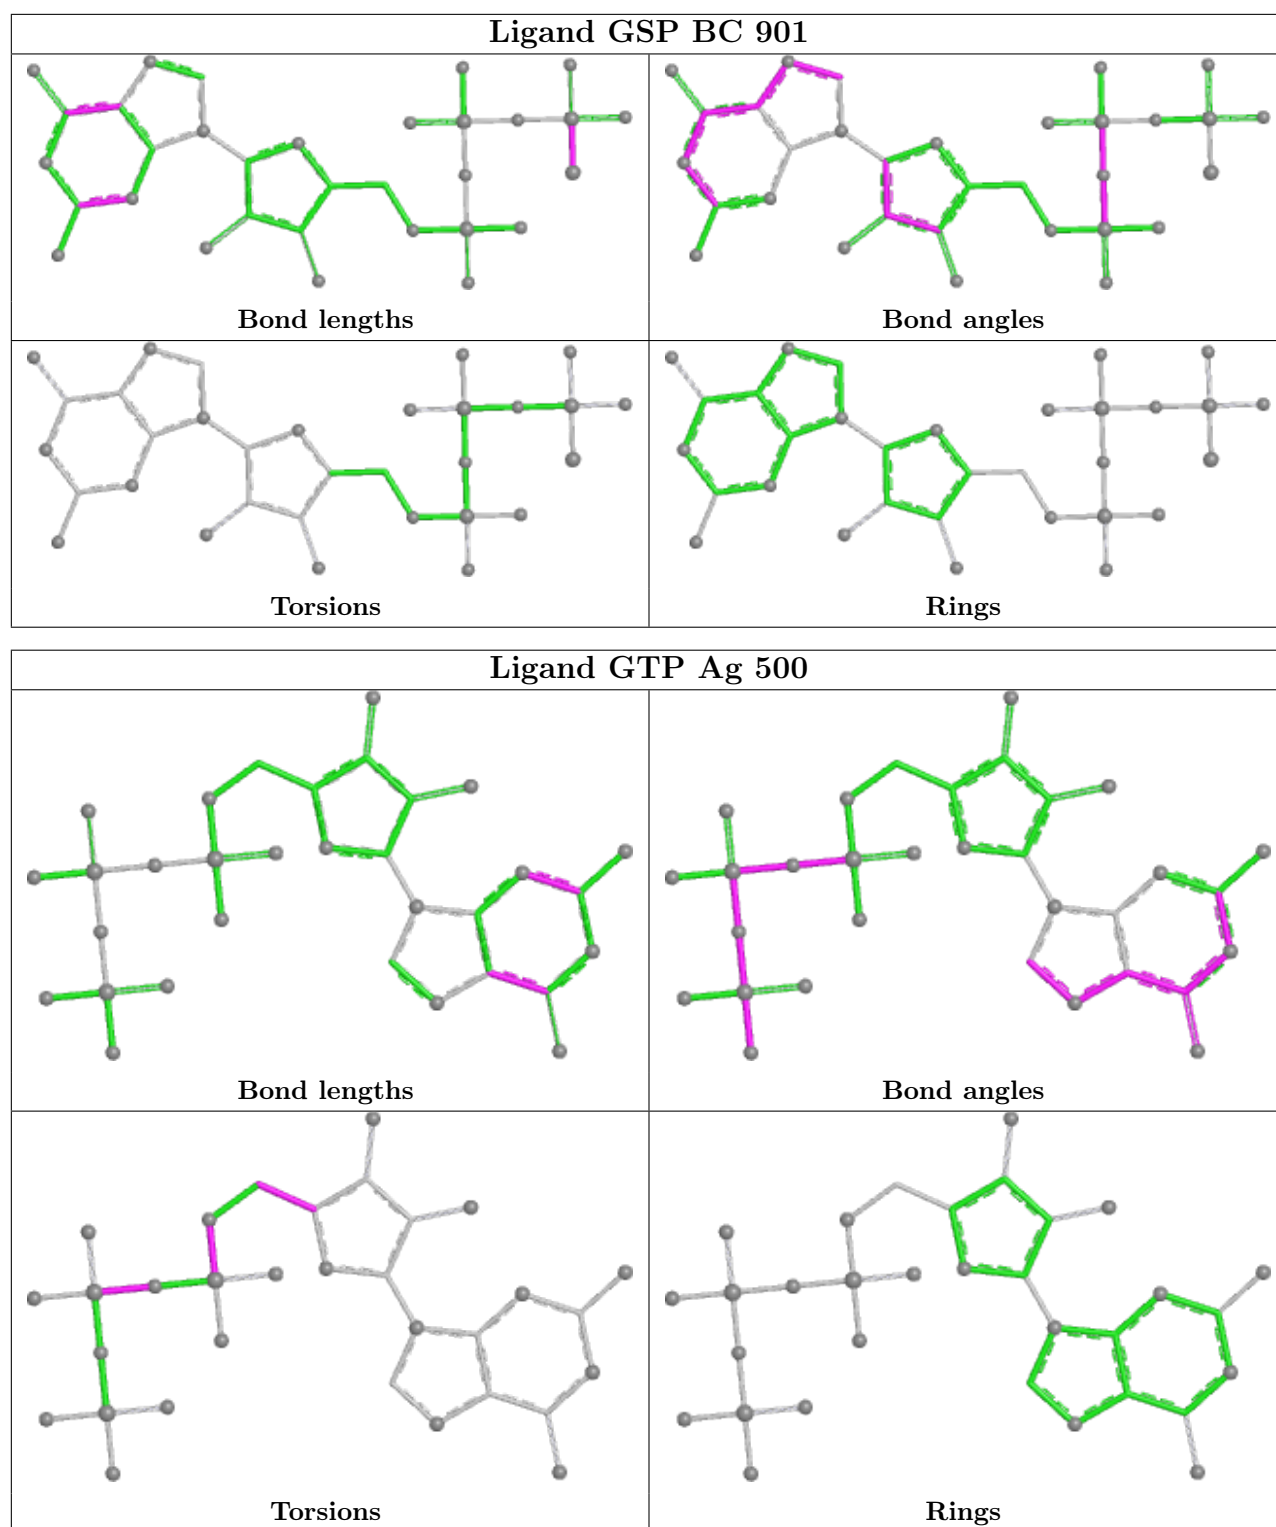 Ligand GSP BC 901
Bond lengths
Bond angles
Torsions
Rings
Ligand GTP Ag 500
Bond lengths
Bond angles
Torsions
Rings